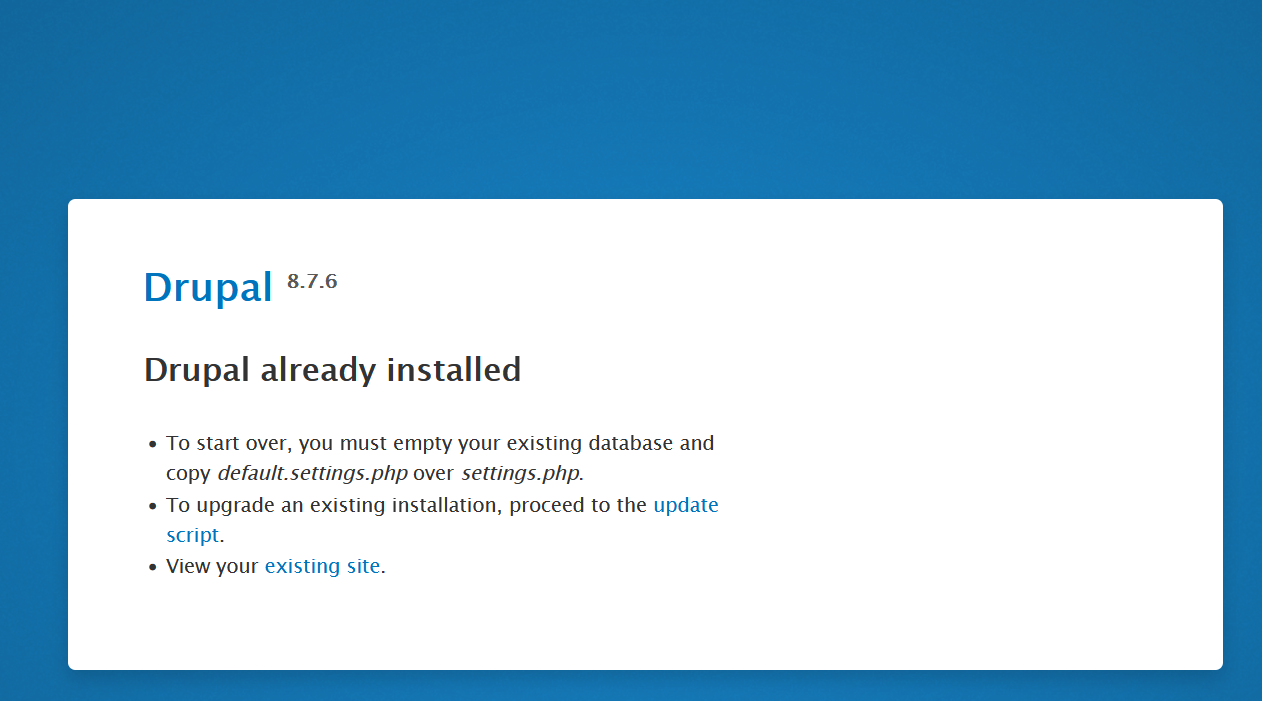 Drupal 8.7.6
Drupal already installed
• To start over, you must empty your existing database and
copy default.settings.php over settings.php.
• To upgrade an existing installation, proceed to the update
script.
• View your existing site.